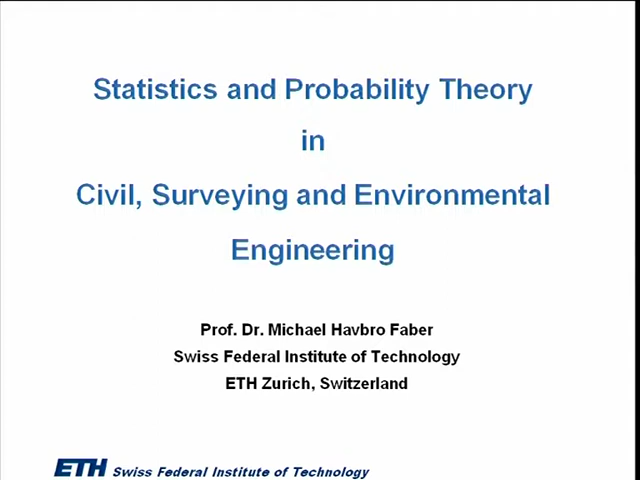 Statistics and Probability Theory
in
Civil, Surveying and Environmental
Engineering
Prof. Dr. Michael Havbro Faber
Swiss Federal Institute of Technology
ETH Zurich, Switzerland
ETH Swiss Federal Institute of Technology